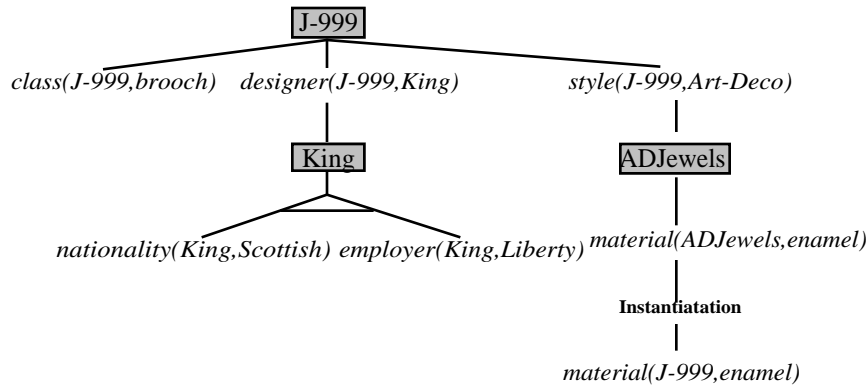 J-999
class(J-999,brooch) designer(J-999,King) style(J-999,Art-Deco)
King ADJewels
nationality(King,Scottish) employer(King,Liberty) material(ADJewels,enamel)
Instantiatation
material(J-999,enamel)